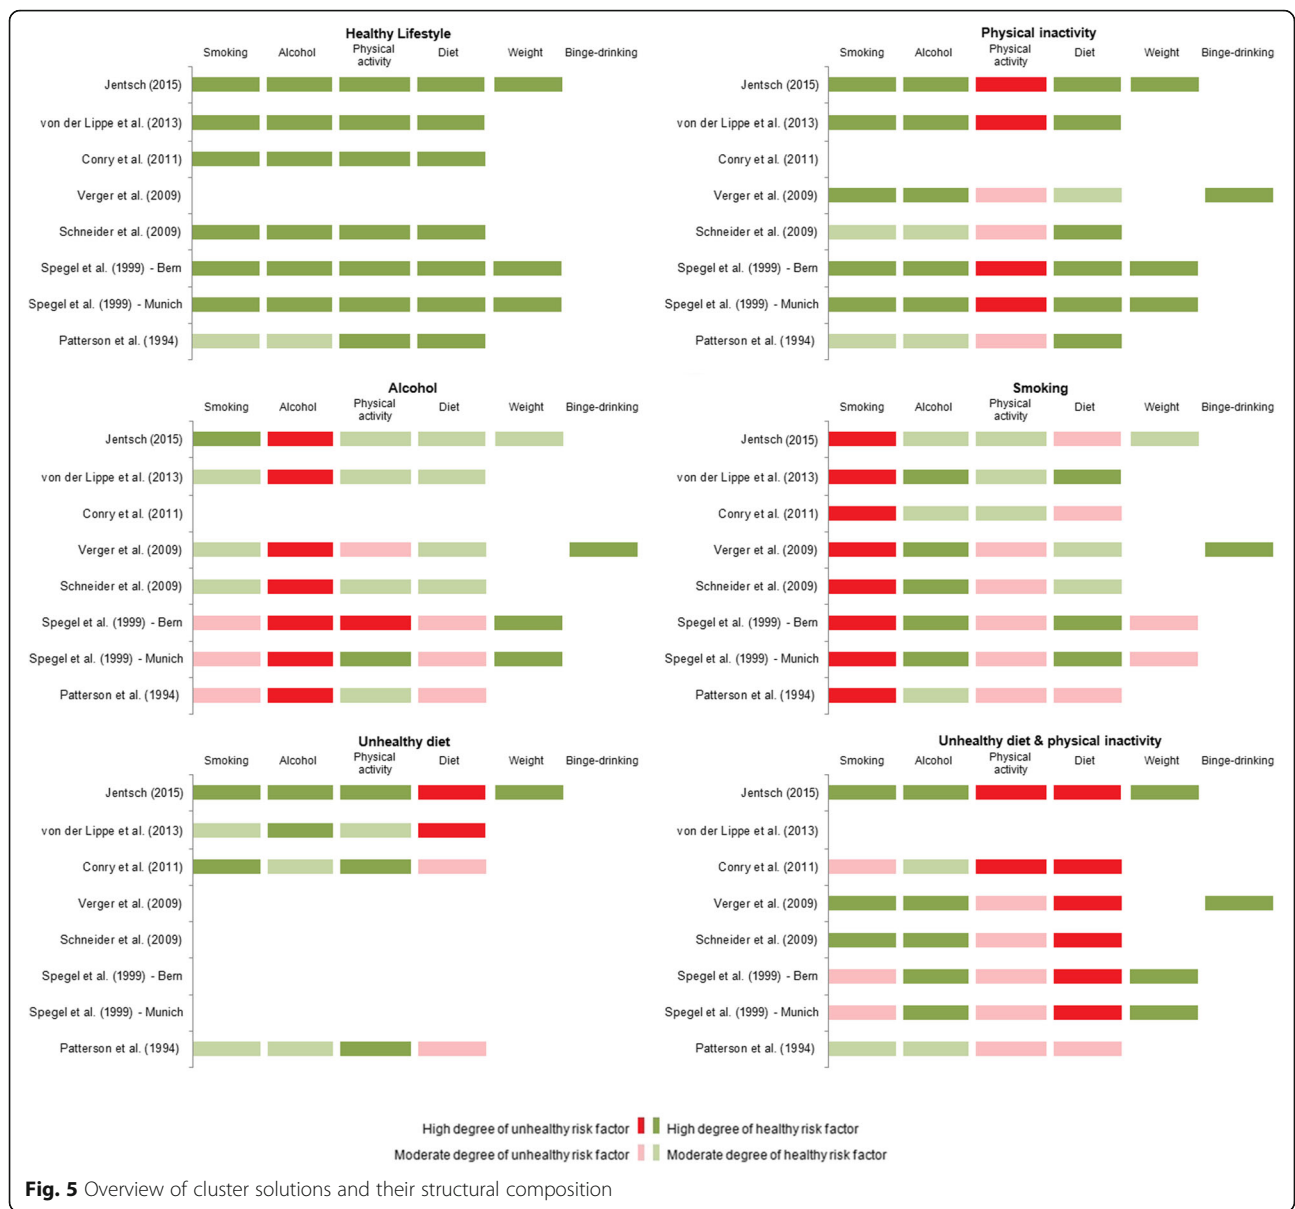 Healthy Lifestyle
Smoking Alcohol Physical activity Diet Weight Binge-drinking
Jentsch (2015)
von der Lippe et al. (2013)
Conry et al. (2011)
Verger et al. (2009)
Schneider et al. (2009)
Spegel et al. (1999) - Bern
Spegel et al. (1999) - Munich
Patterson et al. (1994)
Physical inactivity
Smoking Alcohol Physical activity Diet Weight Binge-drinking
Jentsch (2015)
von der Lippe et al. (2013)
Conry et al. (2011)
Verger et al. (2009)
Schneider et al. (2009)
Spegel et al. (1999) - Bern
Spegel et al. (1999) - Munich
Patterson et al. (1994)
Alcohol
Smoking Alcohol Physical activity Diet Weight Binge-drinking
Jentsch (2015)
von der Lippe et al. (2013)
Conry et al. (2011)
Verger et al. (2009)
Schneider et al. (2009)
Spegel et al. (1999) - Bern
Spegel et al. (1999) - Munich
Patterson et al. (1994)
Smoking
Smoking Alcohol Physical activity Diet Weight Binge-drinking
Jentsch (2015)
von der Lippe et al. (2013)
Conry et al. (2011)
Verger et al. (2009)
Schneider et al. (2009)
Spegel et al. (1999) - Bern
Spegel et al. (1999) - Munich
Patterson et al. (1994)
Unhealthy diet
Smoking Alcohol Physical activity Diet Weight Binge-drinking
Jentsch (2015)
von der Lippe et al. (2013)
Conry et al. (2011)
Verger et al. (2009)
Schneider et al. (2009)
Spegel et al. (1999) - Bern
Spegel et al. (1999) - Munich
Patterson et al. (1994)
Unhealthy diet & physical inactivity
Smoking Alcohol Physical activity Diet Weight Binge-drinking
Jentsch (2015)
von der Lippe et al. (2013)
Conry et al. (2011)
Verger et al. (2009)
Schneider et al. (2009)
Spegel et al. (1999) - Bern
Spegel et al. (1999) - Munich
Patterson et al. (1994)
High degree of unhealthy risk factor High degree of healthy risk factor
Moderate degree of unhealthy risk factor Moderate degree of healthy risk factor
Fig. 5 Overview of cluster solutions and their structural composition